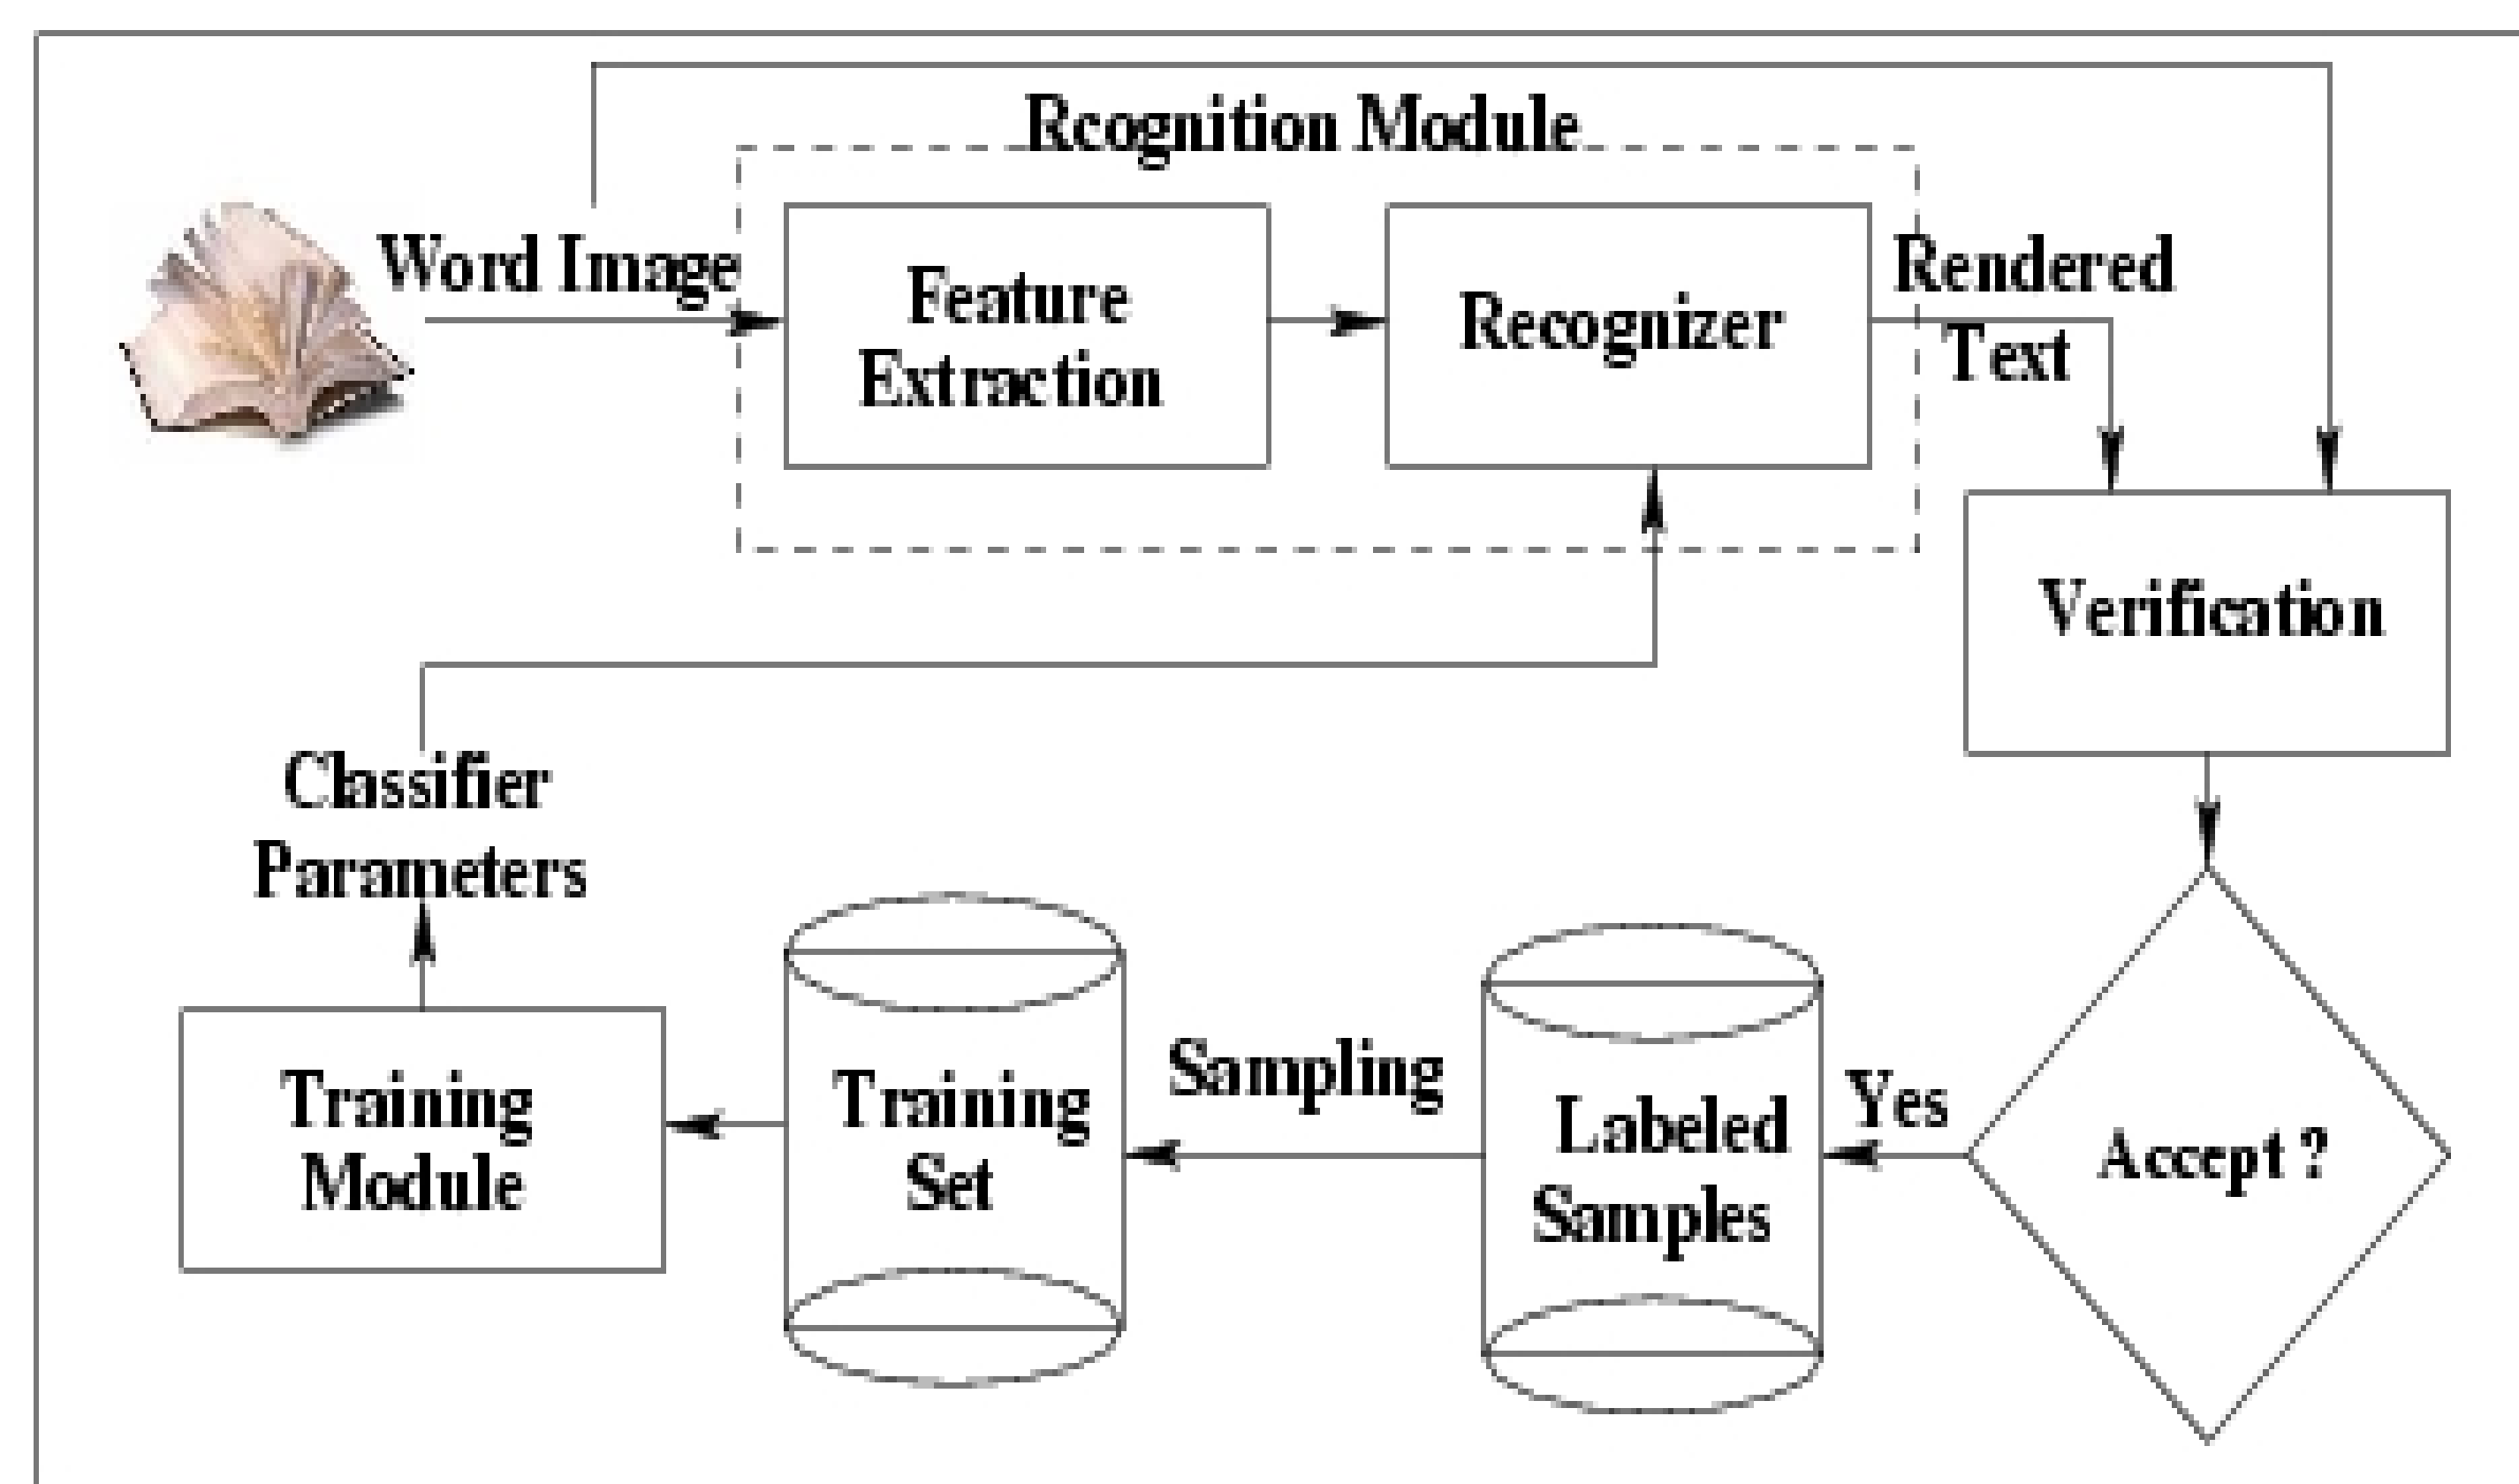 Rcognition Module
Word Image
Feature
Extraction
Recognizer
Rendered
Text
Verification
Classifier
Parameters
Training
Module
Training
Set
Sampling
Labeled
Samples
Yes
Accept ?